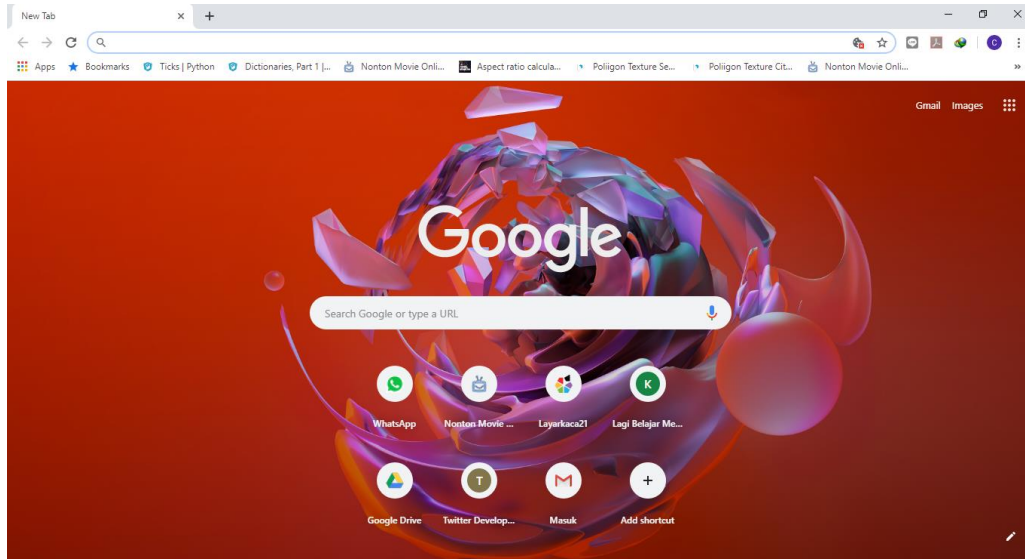 New Tab
Apps Bookmarks Ticks | Python Dictionaries, Part 1 |... Nonton Movie Onli... Aspect ratio calcula... Poliigon Texture Se... Poliigon Texture Cit... Nonton Movie Onli...
Gmail Images
Google
Search Google or type a URL
WhatsApp Nonton Movie ... Layarkaca21 Lagi Belajar Me...
Google Drive Twitter Develop... Masuk Add shortcut